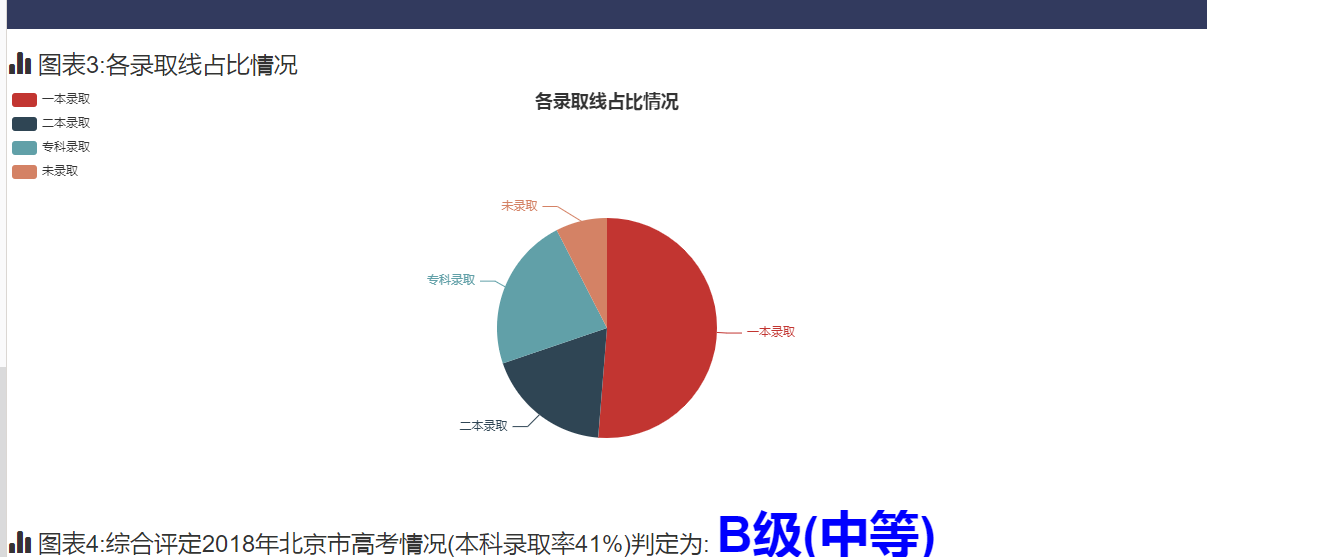 图表3:各录取线占比情况
各录取线占比情况
一本录取
二本录取
专科录取
未录取
未录取
专科录取
一本录取
二本录取
图表4:综合评定2018年北京市高考情况(本科录取率41%)判定为: B级(中等)